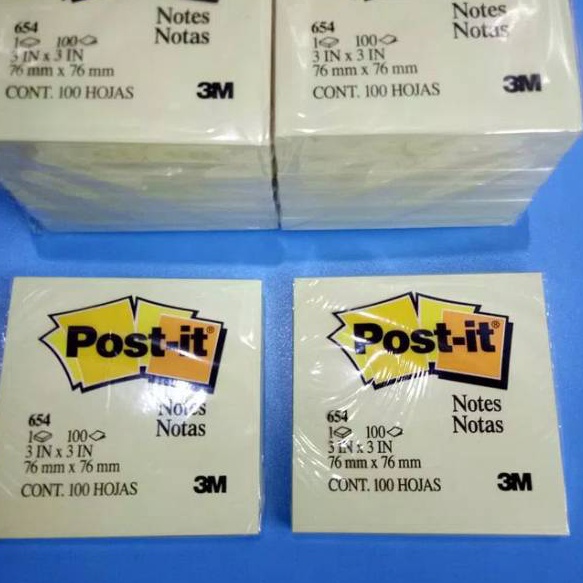 Notes
654 Notas
1 100
3 IN x 3 IN
76 mm x 76 mm
CONT. 100 HOJAS 3M
Notes
654 Notas
1 100
3 IN x 3 IN
76 mm x 76 mm
CONT. 100 HOJAS 3M
Post-it®
Notes
654 Notas
1 100
3 IN x 3 IN
76 mm x 76 mm
CONT. 100 HOJAS 3M
Post-it®
Notes
654 Notas
1 100
3 IN x 3 IN
76 mm x 76 mm
CONT. 100 HOJAS 3M